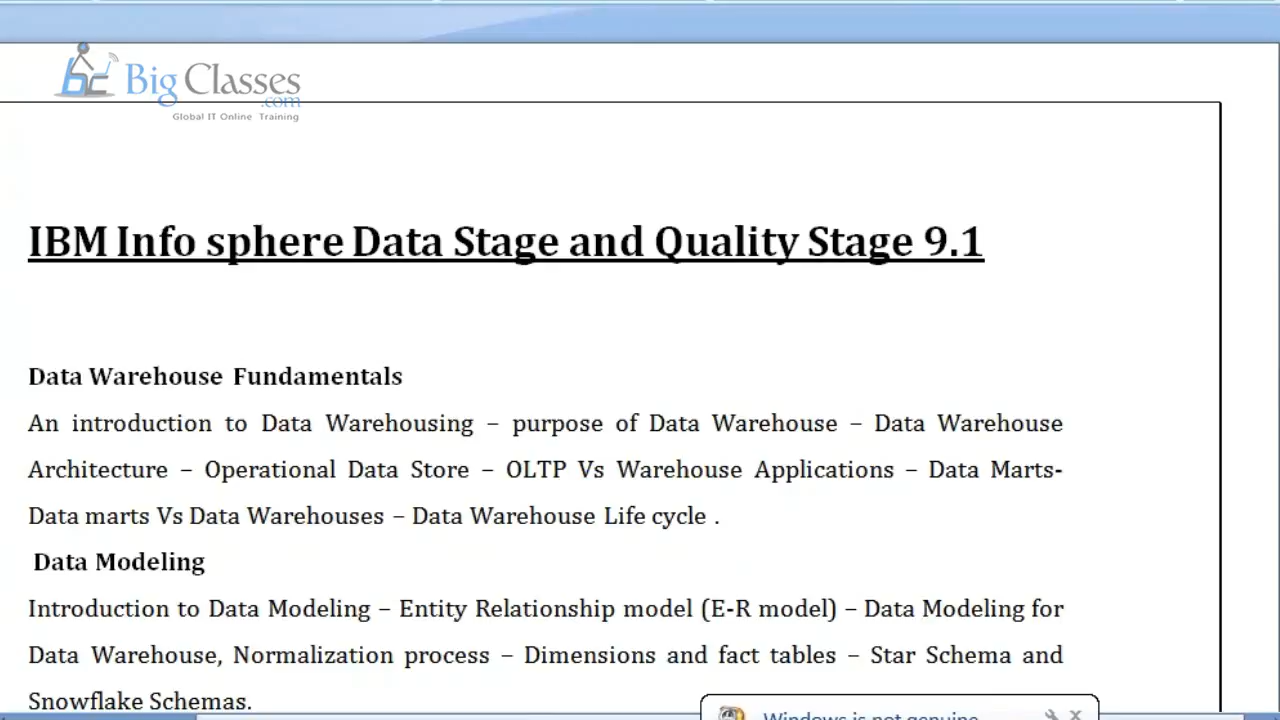 Big Classes
.com
Global IT Online Training
IBM Info sphere Data Stage and Quality Stage 9.1
Data Warehouse Fundamentals
An introduction to Data Warehousing – purpose of Data Warehouse – Data Warehouse
Architecture – Operational Data Store – OLTP Vs Warehouse Applications – Data Marts-
Data marts Vs Data Warehouses – Data Warehouse Life cycle .
Data Modeling
Introduction to Data Modeling – Entity Relationship model (E-R model) – Data Modeling for
Data Warehouse, Normalization process – Dimensions and fact tables – Star Schema and
Snowflake Schemas.
Windows is not genuine